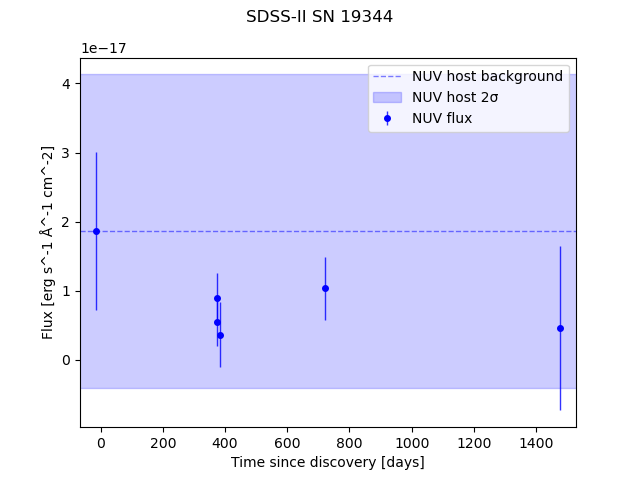 SDSS-II SN 19344
1e−17
NUV host background
NUV host 2σ
NUV flux
4
3
2
1
0
Flux [erg s^-1 Å^-1 cm^-2]
0 200 400 600 800 1000 1200 1400
Time since discovery [days]